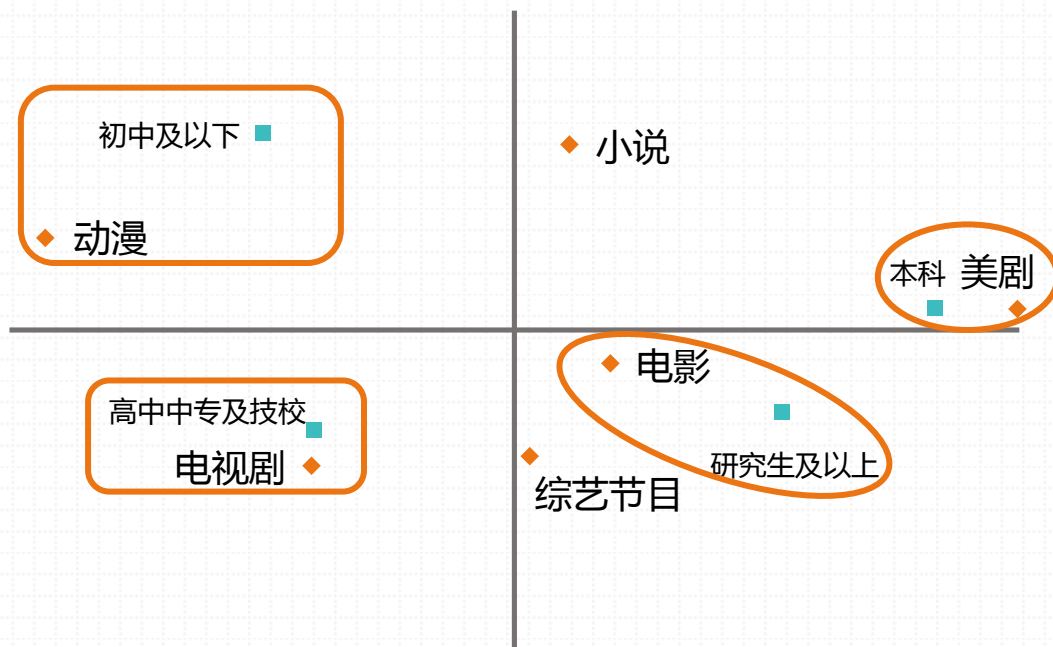 初中及以下
小说
动漫
本科 美剧
电影
高中中专及技校
电视剧
研究生及以上
综艺节目